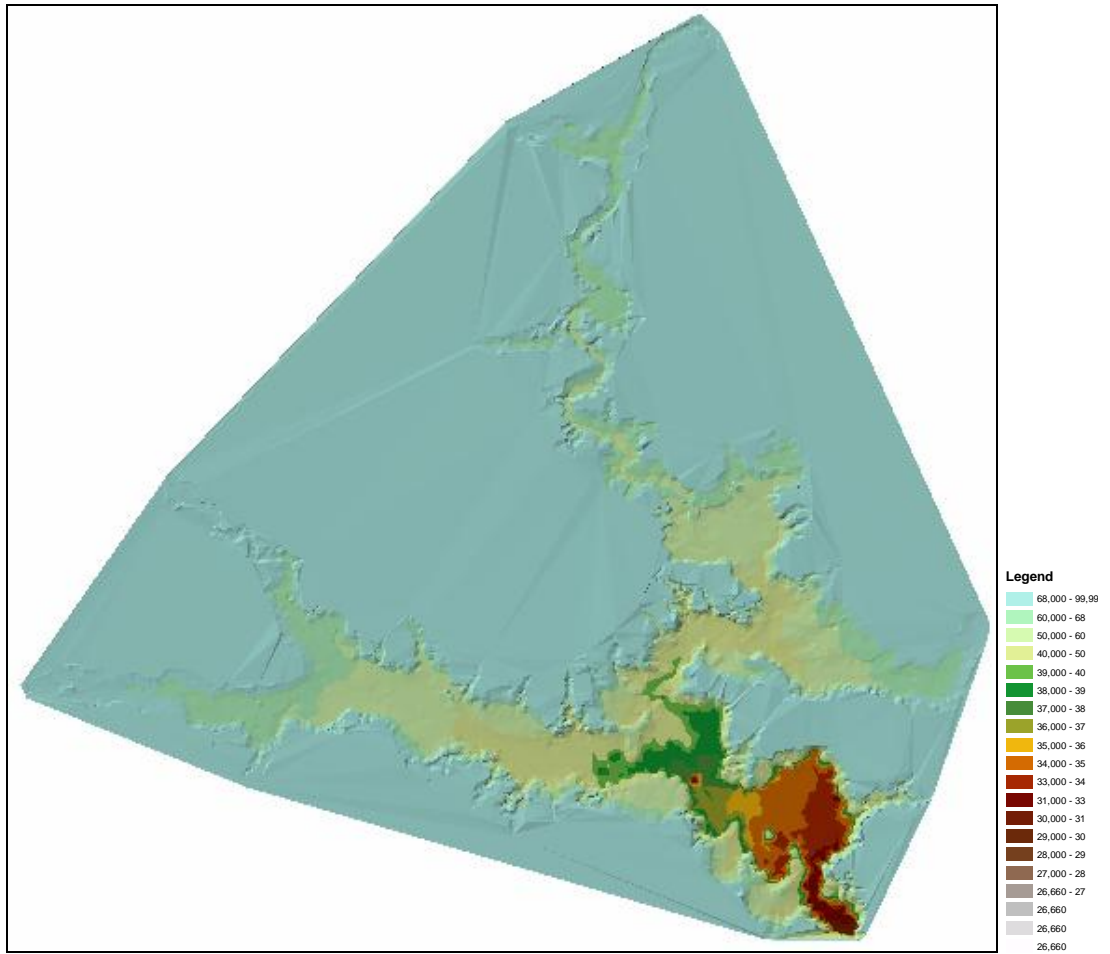 Legend
68,000 - 99,99
60,000 - 68
50,000 - 60
40,000 - 50
39,000 - 40
38,000 - 39
37,000 - 38
36,000 - 37
35,000 - 36
34,000 - 35
33,000 - 34
31,000 - 33
30,000 - 31
29,000 - 30
28,000 - 29
27,000 - 28
26,660 - 27
26,660
26,660
26,660